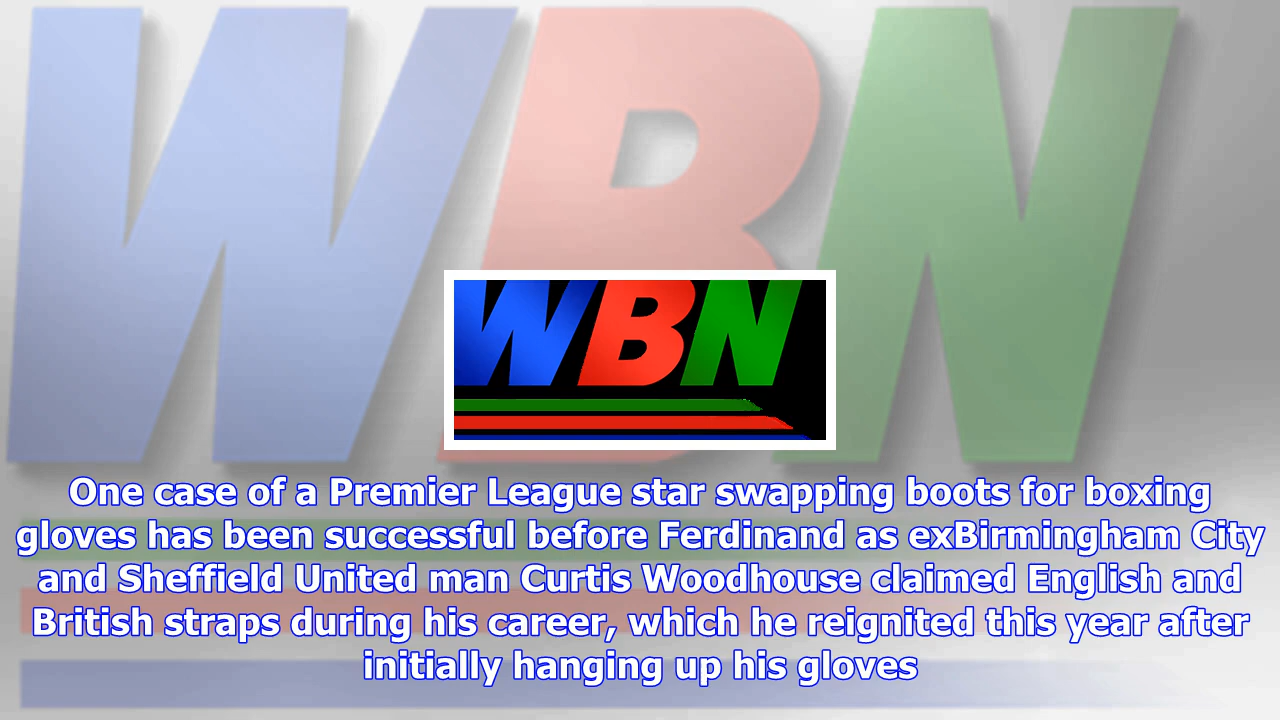 WBN
WBN
One case of a Premier League star swapping boots for boxing
gloves has been successful before Ferdinand as exBirmingham City
and Sheffield United man Curtis Woodhouse claimed English and
British straps during his career, which he reignited this year after
initially hanging up his gloves